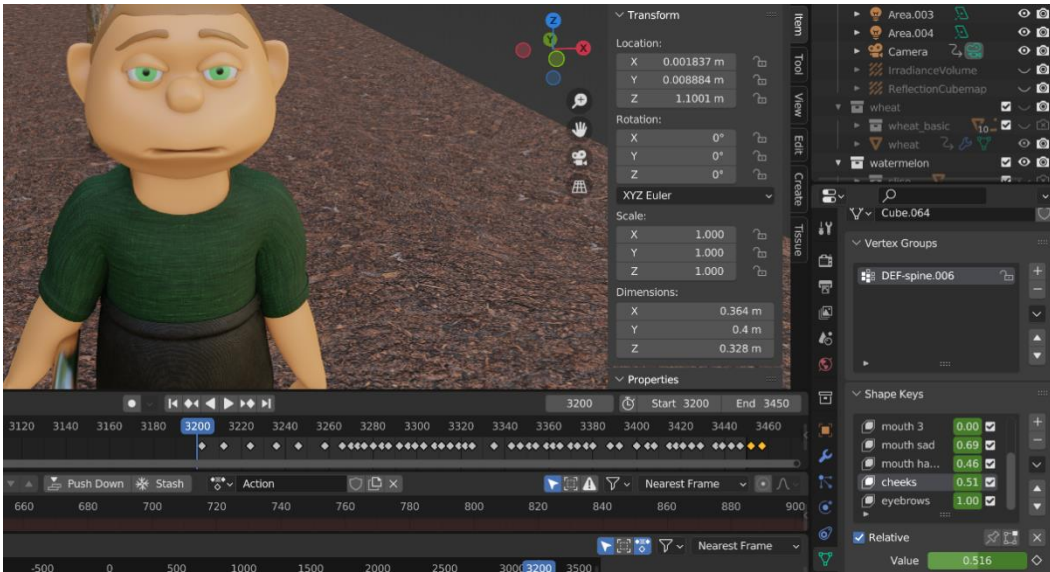 Z
Y
X
Transform
Location:
X 0.001837 m
Y 0.008884 m
Z 1.1001 m
Rotation:
X 0°
Y 0°
Z 0°
XYZ Euler
Scale:
X 1.000
Y 1.000
Z 1.000
Dimensions:
X 0.364 m
Y 0.4 m
Z 0.328 m
Properties
Item
Tool
View
Edit
Create
Tissue
Area.003
Area.004
Camera
IrradianceVolume
ReflectionCubemap
wheat
wheat_basic 10
wheat
watermelon
Cube.064
Vertex Groups
DEF-spine.006
Shape Keys
mouth 3 0.00
mouth sad 0.69
mouth ha... 0.46
cheeks 0.51
eyebrows 1.00
Relative
Value 0.516
3200 Start 3200 End 3450
3120 3140 3160 3180 3200 3220 3240 3260 3280 3300 3320 3340 3360 3380 3400 3420 3440 3460
Push Down Stash Action Nearest Frame
660 680 700 720 740 760 780 800 820 840 860 880 900
Nearest Frame
-500 0 500 1000 1500 2000 2500 3000 3200 3500